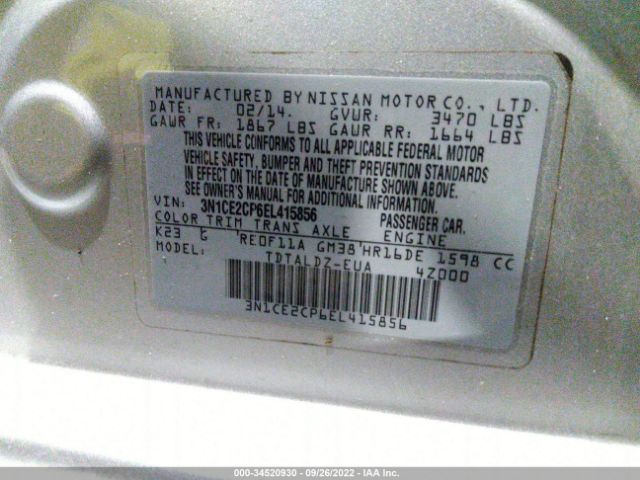 MANUFACTURED BY NISSAN MOTOR CO., LTD.
DATE: 02/14. GVWR: 3470 LBS
GAWR FR: 1867 LBS GAWR RR: 1664 LBS
THIS VEHICLE CONFORMS TO ALL APPLICABLE FEDERAL MOTOR
VEHICLE SAFETY, BUMPER AND THEFT PREVENTION STANDARDS
IN EFFECT ON THE DATE OF MANUFACTURE SHOWN ABOVE.
SEE OWNER'S MANUAL FOR ADDITIONAL INFORMATION.
VIN: 3N1CE2CP6EL415856 PASSENGER CAR.
COLOR TRIM TRANS AXLE ENGINE
K23 G RE0F11A GM38 HR16DE 1598 CC
MODEL: TDTALDZ-EUA 4Z000
3N1CE2CP6EL415856
000-34520930 - 09/26/2022 - IAA Inc.